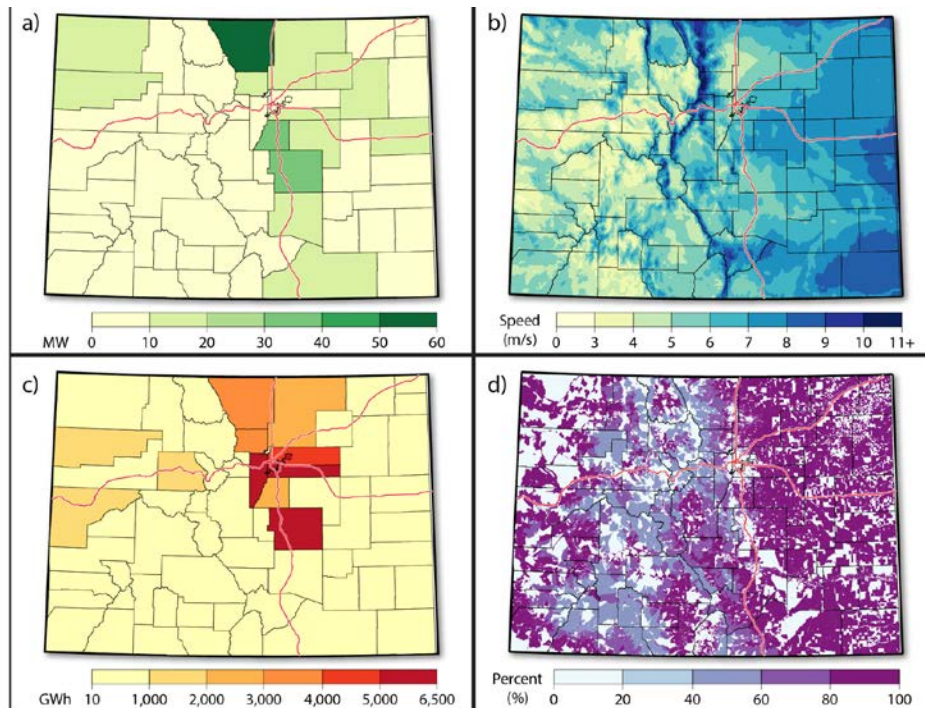 a)
MW 0 10 20 30 40 50 60
b)
Speed (m/s) 0 3 4 5 6 7 8 9 10 11+
c)
GWh 10 1,000 2,000 3,000 4,000 5,000 6,500
d)
Percent (%) 0 20 40 60 80 100